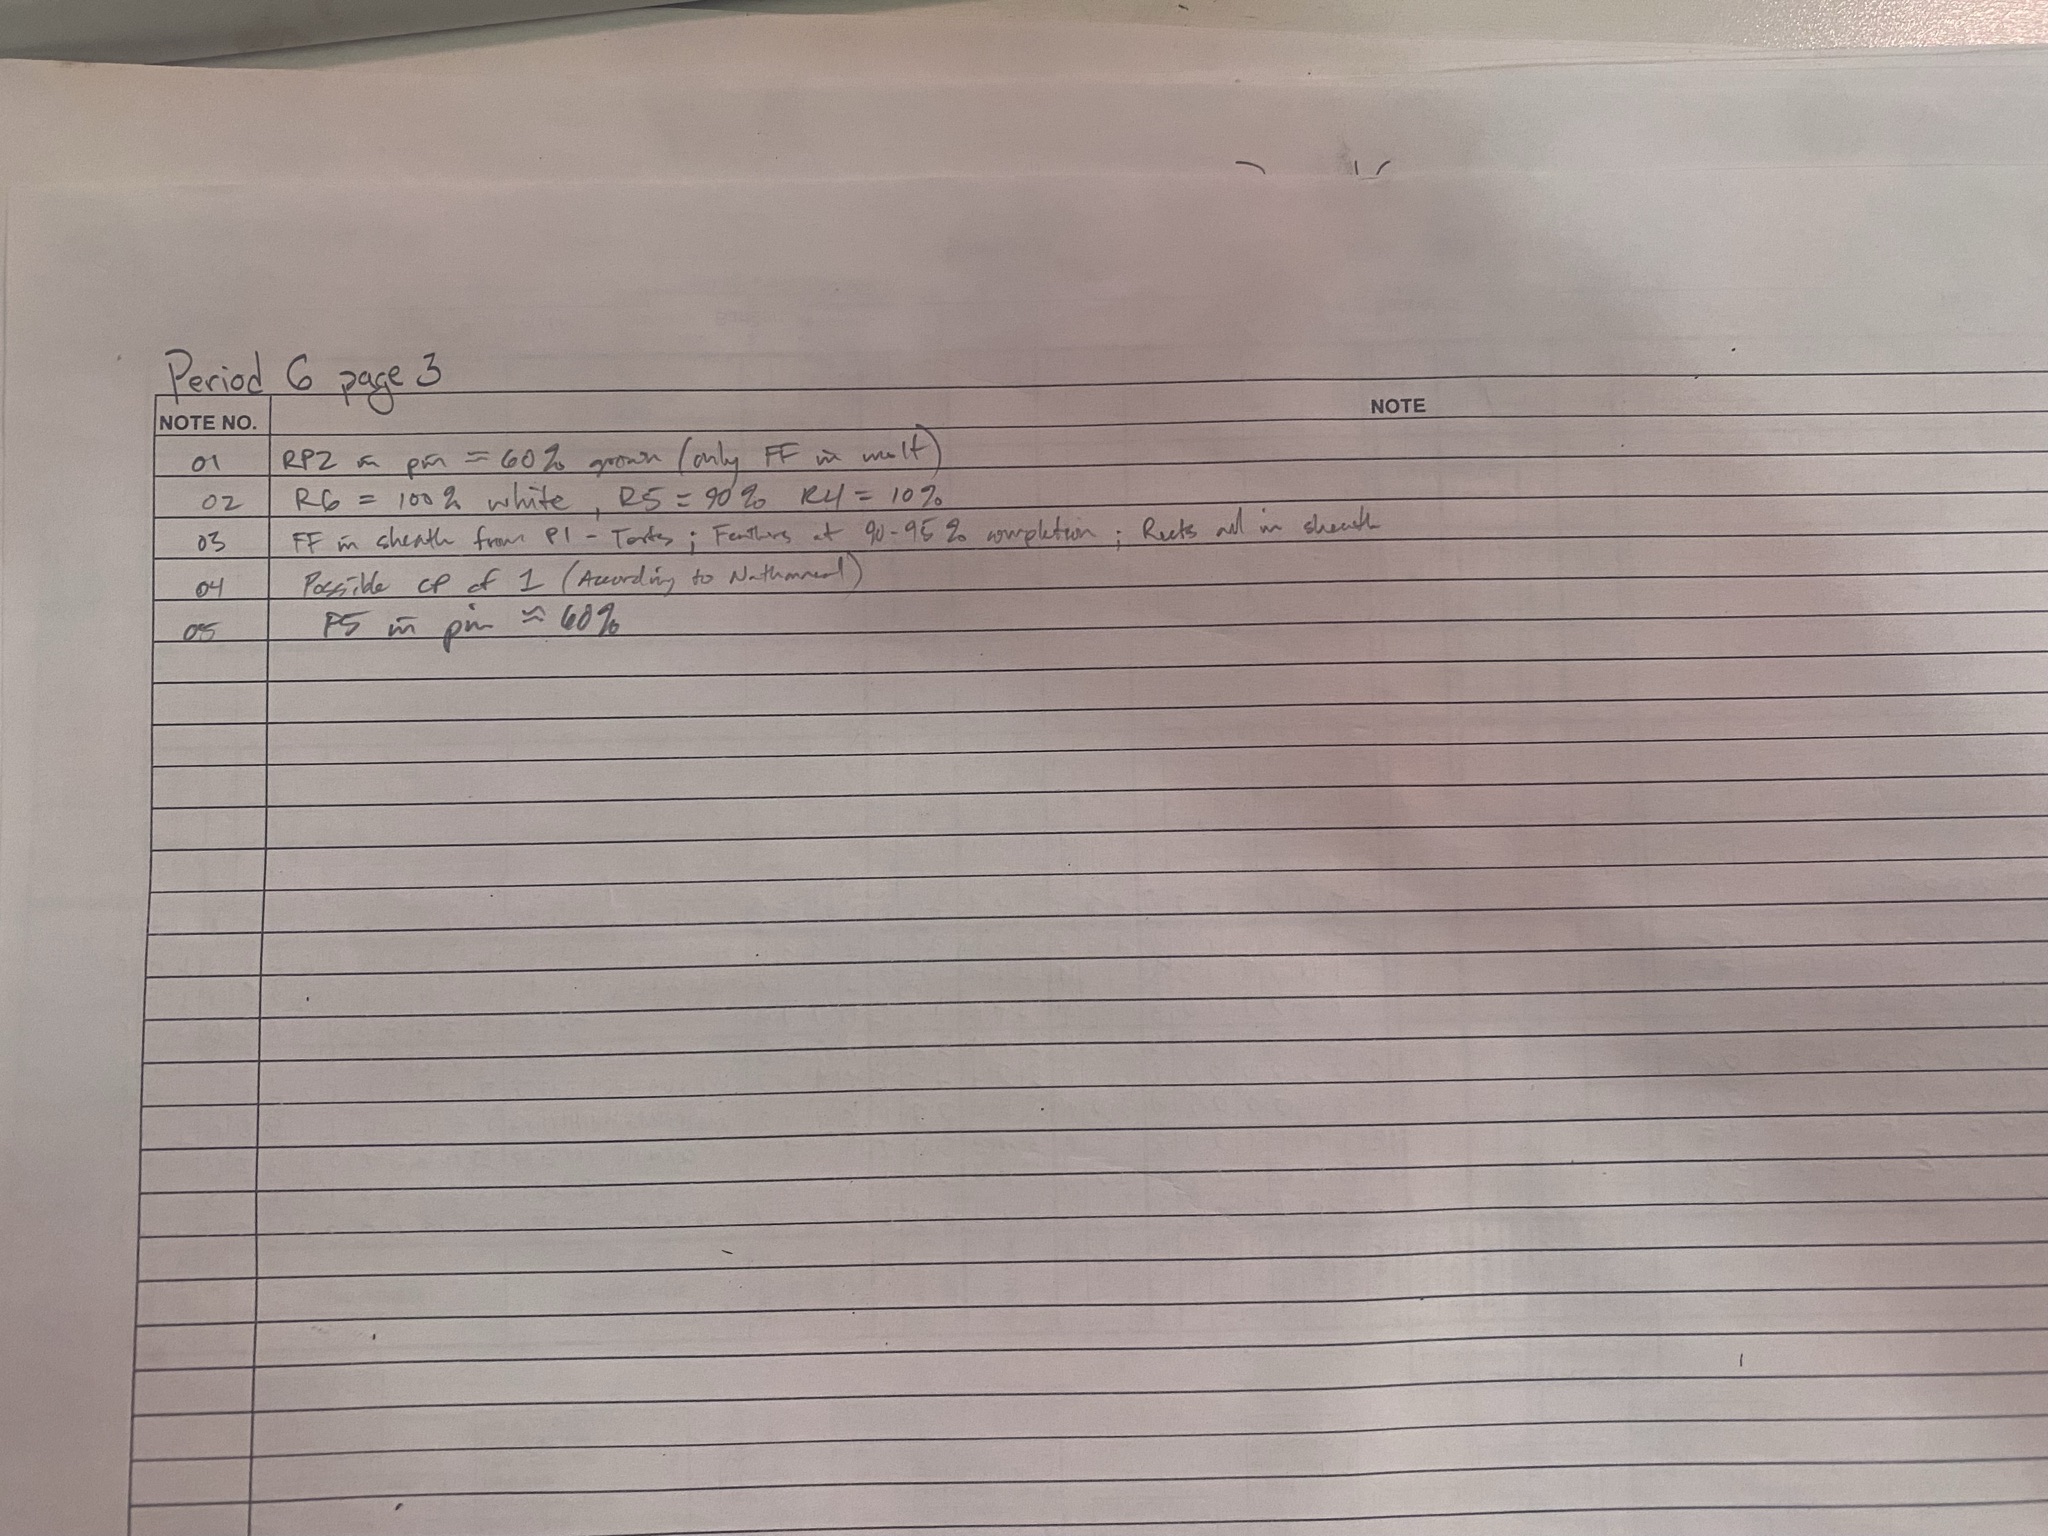 Period 6 page 3
NOTE NO. NOTE
01 RP2 in pin ≈ 60% grown (only FF in molt)
02 R6 = 100% white, R5 = 90% R4 = 10%
03 FF in sheath from P1 - Terts; Feathers at 90-95% completion; Rects all in sheath
04 Possible CP of 1 (According to Nathanael)
05 P5 in pin ≈ 60%